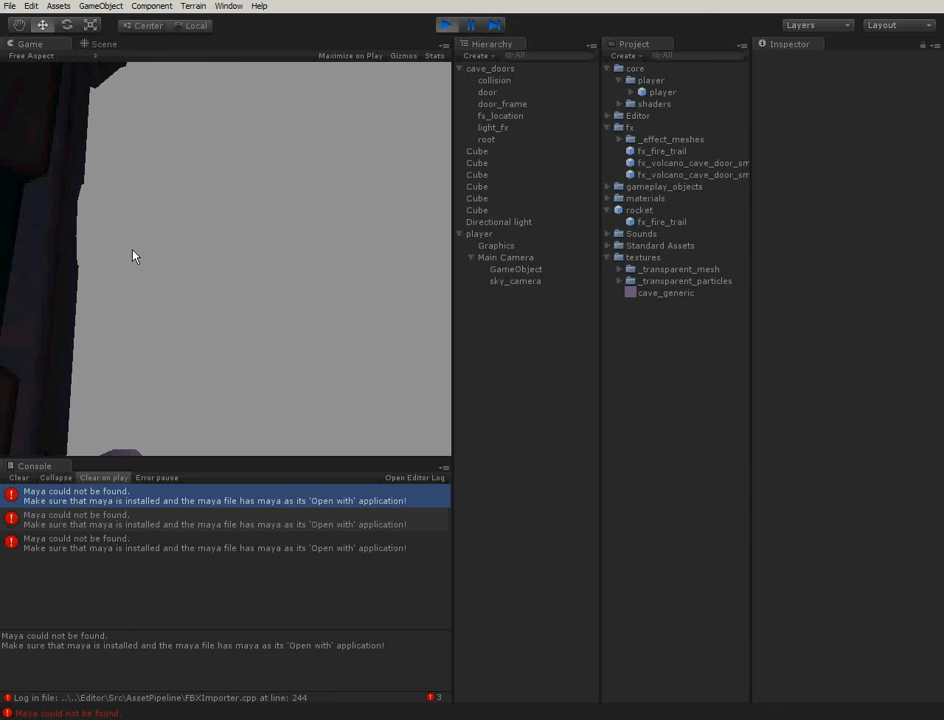 File Edit Assets GameObject Component Terrain Window Help
Center Local Layers Layout
Game Scene
Free Aspect Maximize on Play Gizmos Stats
Hierarchy
Create All
cave_doors
collision
door
door_frame
fx_location
light_fx
root
Cube
Cube
Cube
Cube
Cube
Cube
Directional light
player
Graphics
Main Camera
GameObject
sky_camera
Project
Create All
core
player
player
shaders
Editor
fx
_effect_meshes
fx_fire_trail
fx_volcano_cave_door_sm
fx_volcano_cave_door_sm
gameplay_objects
materials
rocket
fx_fire_trail
Sounds
Standard Assets
textures
_transparent_mesh
_transparent_particles
cave_generic
Inspector
Console
Clear Collapse Clear on play Error pause Open Editor Log
Maya could not be found.
Make sure that maya is installed and the maya file has maya as its 'Open with' application!
Maya could not be found.
Make sure that maya is installed and the maya file has maya as its 'Open with' application!
Maya could not be found.
Make sure that maya is installed and the maya file has maya as its 'Open with' application!
Maya could not be found.
Make sure that maya is installed and the maya file has maya as its 'Open with' application!
Log in file: ..\..\Editor\Src\AssetPipeline\FBXImporter.cpp at line: 244 3
Maya could not be found.